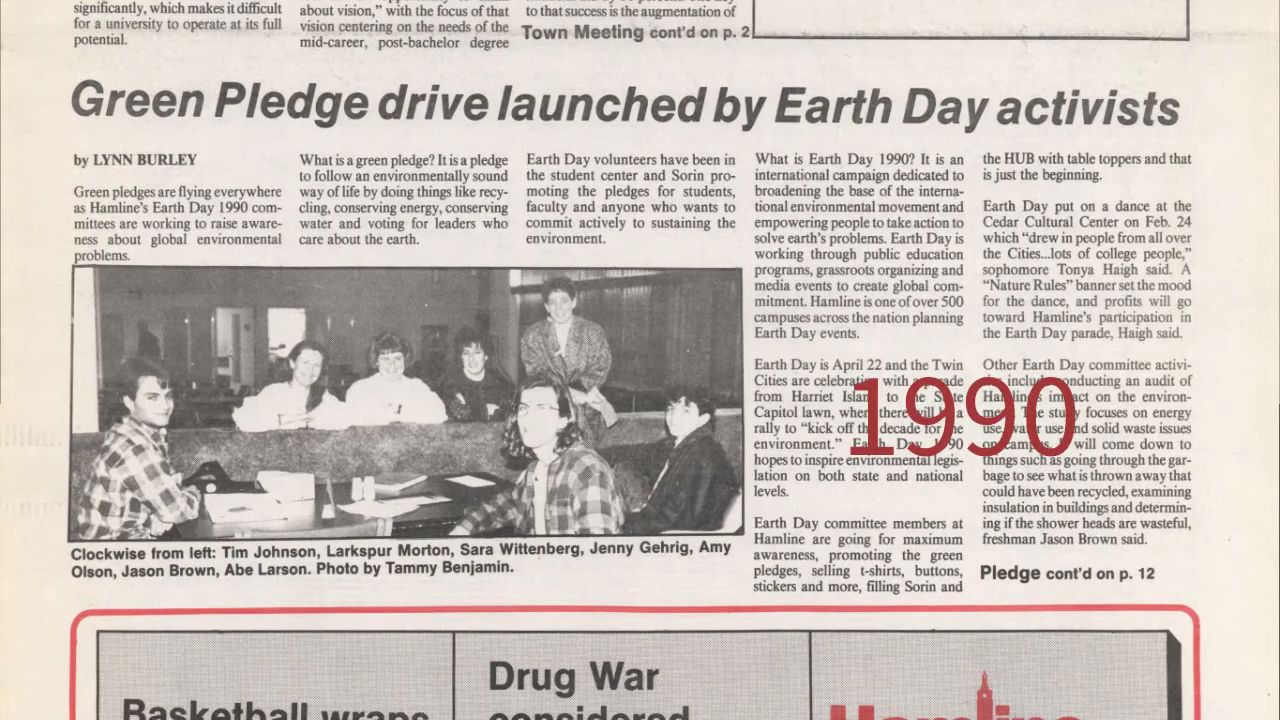 significantly, which makes it difficult
for a university to operate at its full
potential.
about vision,” with the focus of that
vision centering on the needs of the
mid-career, post-bachelor degree
to that success is the augmentation of
Town Meeting cont'd on p. 2
Green Pledge drive launched by Earth Day activists
by LYNN BURLEY
Green pledges are flying everywhere
as Hamline's Earth Day 1990 com-
mittees are working to raise aware-
ness about global environmental
problems.
What is a green pledge? It is a pledge
to follow an environmentally sound
way of life by doing things like recy-
cling, conserving energy, conserving
water and voting for leaders who
care about the earth.
Earth Day volunteers have been in
the student center and Sorin pro-
moting the pledges for students,
faculty and anyone who wants to
commit actively to sustaining the
environment.
Clockwise from left: Tim Johnson, Larkspur Morton, Sara Wittenberg, Jenny Gehrig, Amy
Olson, Jason Brown, Abe Larson. Photo by Tammy Benjamin.
What is Earth Day 1990? It is an
international campaign dedicated to
broadening the base of the interna-
tional environmental movement and
empowering people to take action to
solve earth's problems. Earth Day is
working through public education
programs, grassroots organizing and
media events to create global com-
mitment. Hamline is one of over 500
campuses across the nation planning
Earth Day events.
Earth Day is April 22 and the Twin
Cities are celebrating with a parade
from Harriet Island to the State
Capitol lawn, where there will be a
rally to “kick off the decade for the
environment.” Earth Day 1990
hopes to inspire environmental legis-
lation on both state and national
levels.
Earth Day committee members at
Hamline are going for maximum
awareness, promoting the green
pledges, selling t-shirts, buttons,
stickers and more, filling Sorin and
the HUB with table toppers and that
is just the beginning.
Earth Day put on a dance at the
Cedar Cultural Center on Feb. 24
which “drew in people from all over
the Cities...lots of college people,”
sophomore Tonya Haigh said. A
“Nature Rules” banner set the mood
for the dance, and profits will go
toward Hamline's participation in
the Earth Day parade, Haigh said.
Other Earth Day committee activi-
ties include conducting an audit of
Hamline's impact on the environ-
ment. The study focuses on energy
use, water use and solid waste issues
on campus. It will come down to
things such as going through the gar-
bage to see what is thrown away that
could have been recycled, examining
insulation in buildings and determin-
ing if the shower heads are wasteful,
freshman Jason Brown said.
Pledge cont'd on p. 12
1990
Basketball wraps
Drug War
considered
Hamline